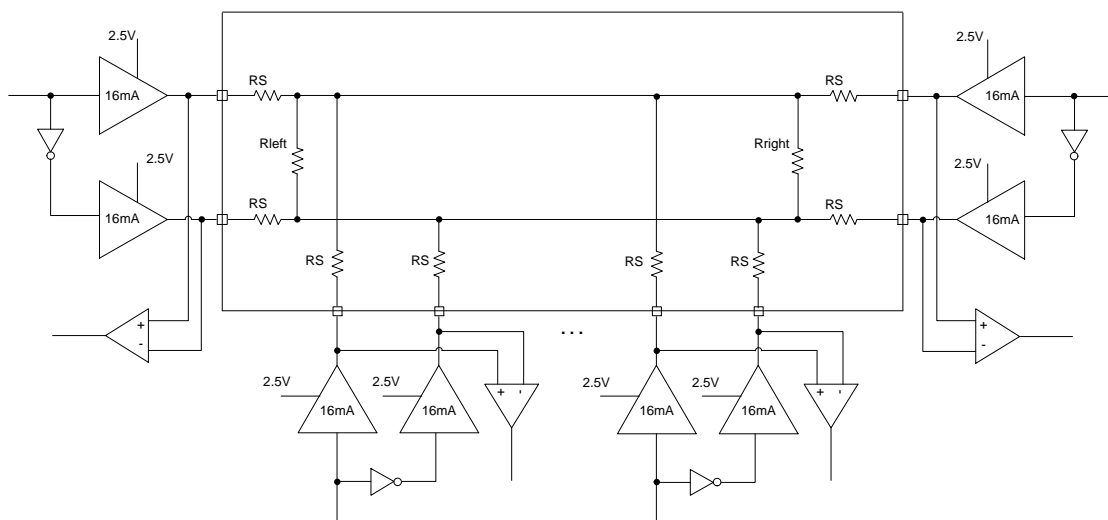 2.5V
2.5V
RS
RS
16mA
16mA
Rleft
Rright
2.5V
2.5V
RS
RS
16mA
16mA
RS
RS
RS
RS
+
-
...
+
-
2.5V
2.5V
+ -
2.5V
2.5V
+ -
16mA
16mA
16mA
16mA